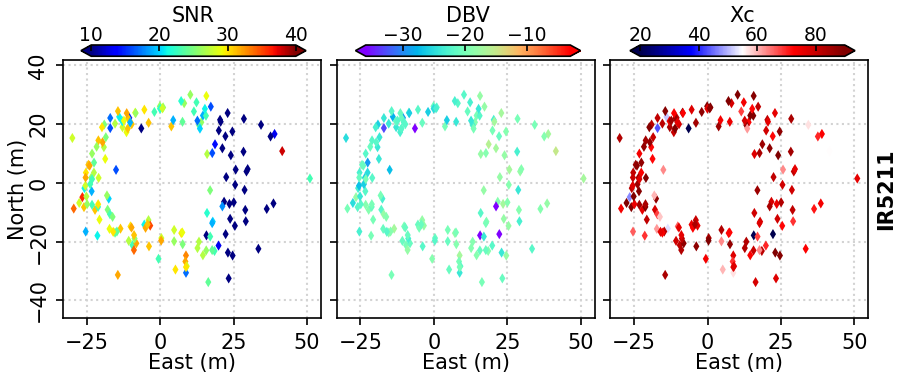 SNR DBV Xc
10 20 30 40 −30 −20 −10 20 40 60 80
40
20
0
−20
−40
North (m)
−25 0 25 50 −25 0 25 50 −25 0 25 50
East (m) East (m) East (m)
IR5211